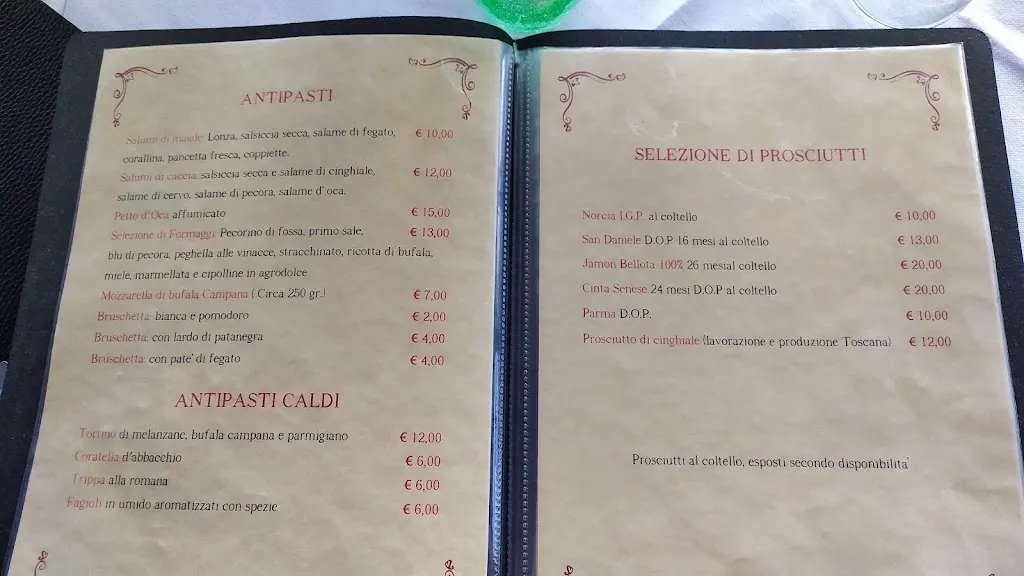 ANTIPASTI
Salumi di maiale: Lonza, salsiccia secca, salame di fegato, € 10,00
corallina, pancetta fresca, coppiette.
Salumi di caccia: salsiccia secca e salame di cinghiale, € 12,00
salame di cervo, salame di pecora, salame d' oca.
Petto d'Oca affumicato € 15,00
Selezione di Formaggi: Pecorino di fossa, primo sale, € 13,00
blu di pecora, peghella alle vinacce, stracchinato, ricotta di bufala,
miele, marmellata e cipolline in agrodolce
Mozzarella di bufala Campana ( Circa 250 gr.) € 7,00
Bruschetta: bianca e pomodoro € 2,00
Bruschetta: con lardo di patanegra € 4,00
Bruschetta: con pate' di fegato € 4,00
ANTIPASTI CALDI
Tortino di melanzane, bufala campana e parmigiano € 12,00
Coratella d'abbacchio € 6,00
Trippa alla romana € 6,00
Fagioli in umido aromatizzati con spezie € 6,00
SELEZIONE DI PROSCIUTTI
Norcia I.G.P. al coltello € 10,00
San Daniele D.O.P 16 mesi al coltello € 13,00
Jamon Bellota 100% 26 mesial coltello € 20,00
Cinta Senese 24 mesi D.O.P al coltello € 20,00
Parma D.O.P. € 10,00
Prosciutto di cinghiale (lavorazione e produzione Toscana) € 12,00
Prosciutti al coltello, esposti secondo disponibilita'